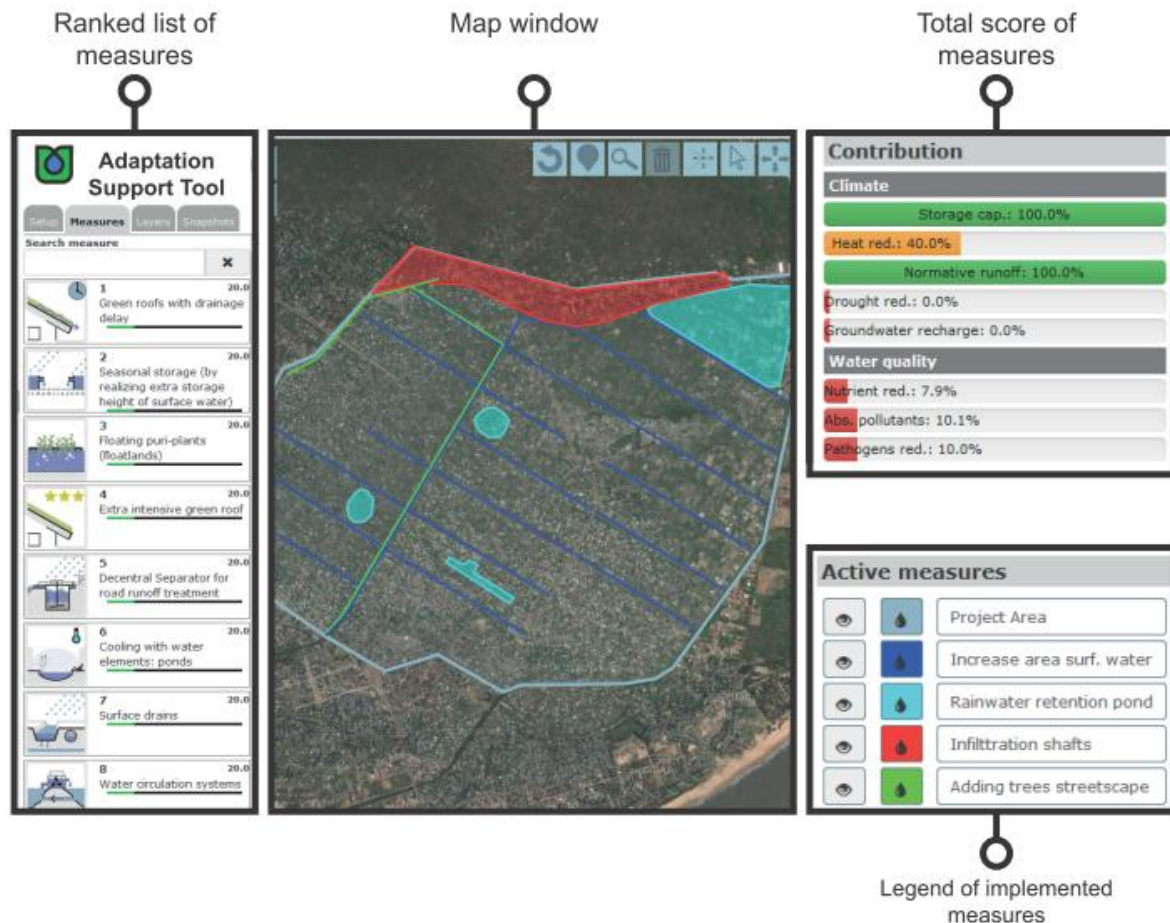 Ranked list of
measures
Map window
Total score of
measures
Adaptation
Support Tool
Setup
Measures
Layers
Snapshots
Search measure
1
20.0
Green roofs with drainage
delay
2
20.0
Seasonal storage (by
realizing extra storage
height of surface water)
3
20.0
Floating puri-plants
(floatlands)
4
20.0
Extra intensive green roof
5
20.0
Decentral Separator for
road runoff treatment
6
20.0
Cooling with water
elements: ponds
7
20.0
Surface drains
8
20.0
Water circulation systems
Contribution
Climate
Storage cap.: 100.0%
Heat red.: 40.0%
Normative runoff: 100.0%
Drought red.: 0.0%
Groundwater recharge: 0.0%
Water quality
Nutrient red.: 7.9%
Abs. pollutants: 10.1%
Pathogens red.: 10.0%
Active measures
Project Area
Increase area surf. water
Rainwater retention pond
Infilttration shafts
Adding trees streetscape
Legend of implemented
measures